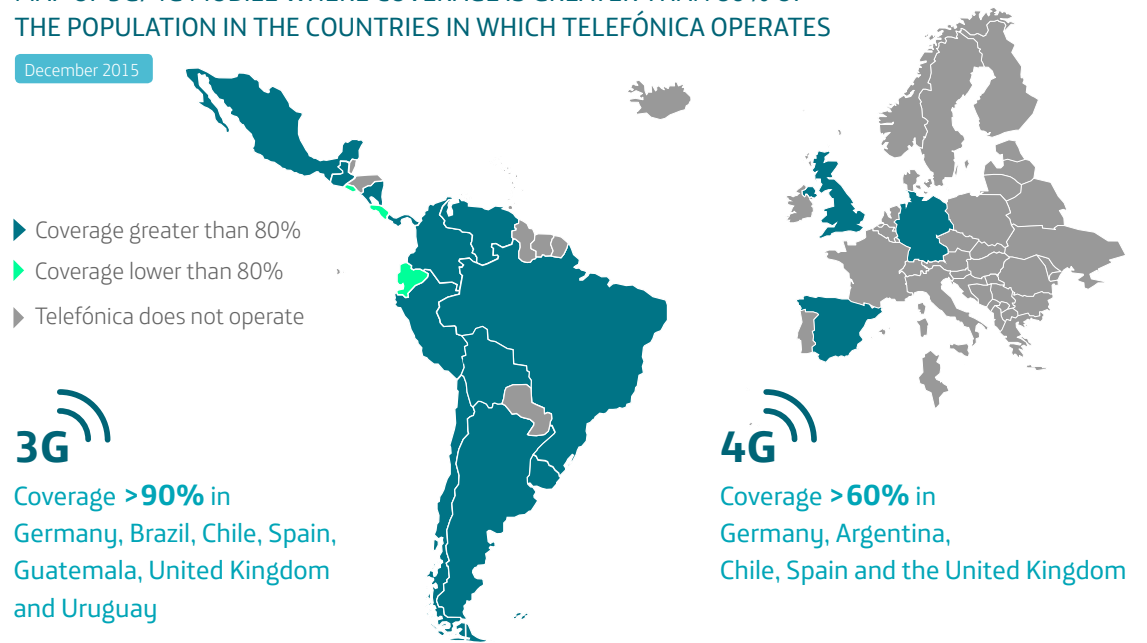 THE POPULATION IN THE COUNTRIES IN WHICH TELEFÓNICA OPERATES
December 2015
Coverage greater than 80%
Coverage lower than 80%
Telefónica does not operate
3G
Coverage >90% in
Germany, Brazil, Chile, Spain,
Guatemala, United Kingdom
and Uruguay
4G
Coverage >60% in
Germany, Argentina,
Chile, Spain and the United Kingdom